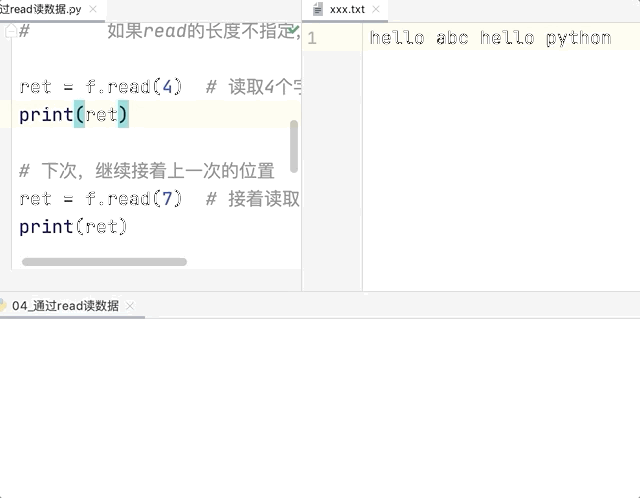 过read读数据.py
xxx.txt
# 如果read的长度不指定,
ret = f.read(4) # 读取4个
print(ret)
# 下次，继续接着上一次的位置
ret = f.read(7) # 接着读取
print(ret)
1 hello abc hello python
04_通过read读数据